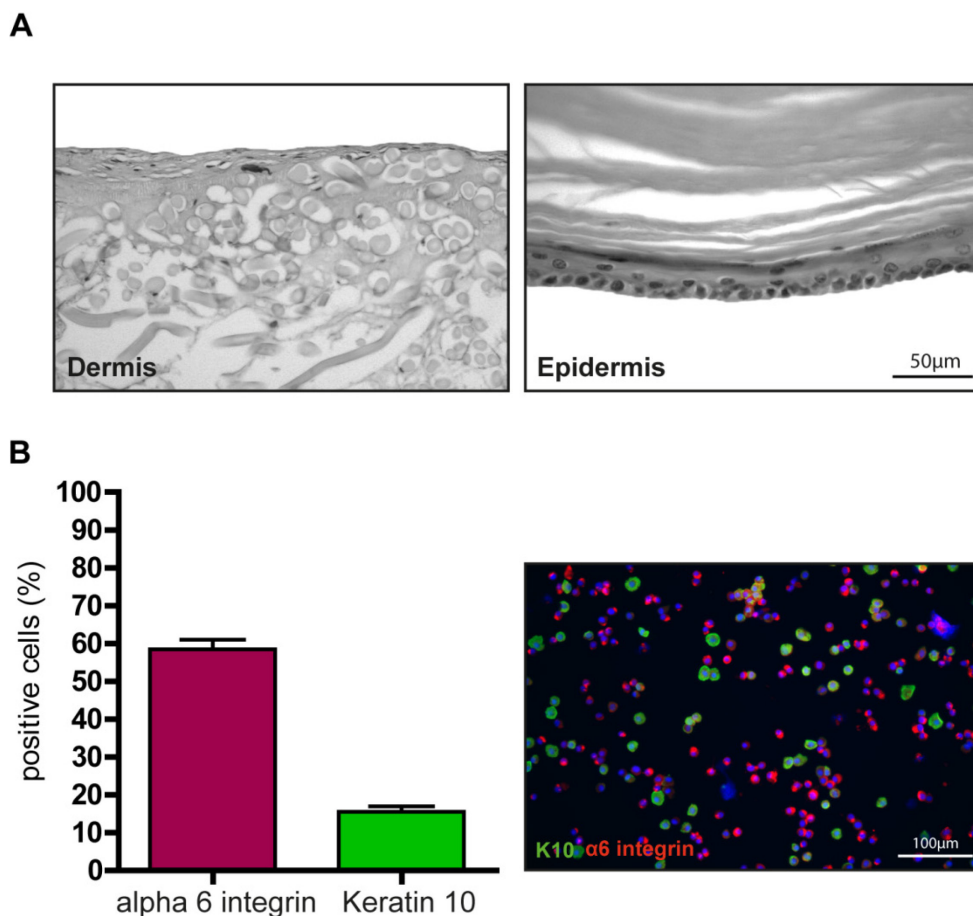 A
Dermis
Epidermis
50µm
B
positive cells (%)
100
90
80
70
60
50
40
30
20
10
0
alpha 6 integrin
Keratin 10
K10 α6 integrin
100µm